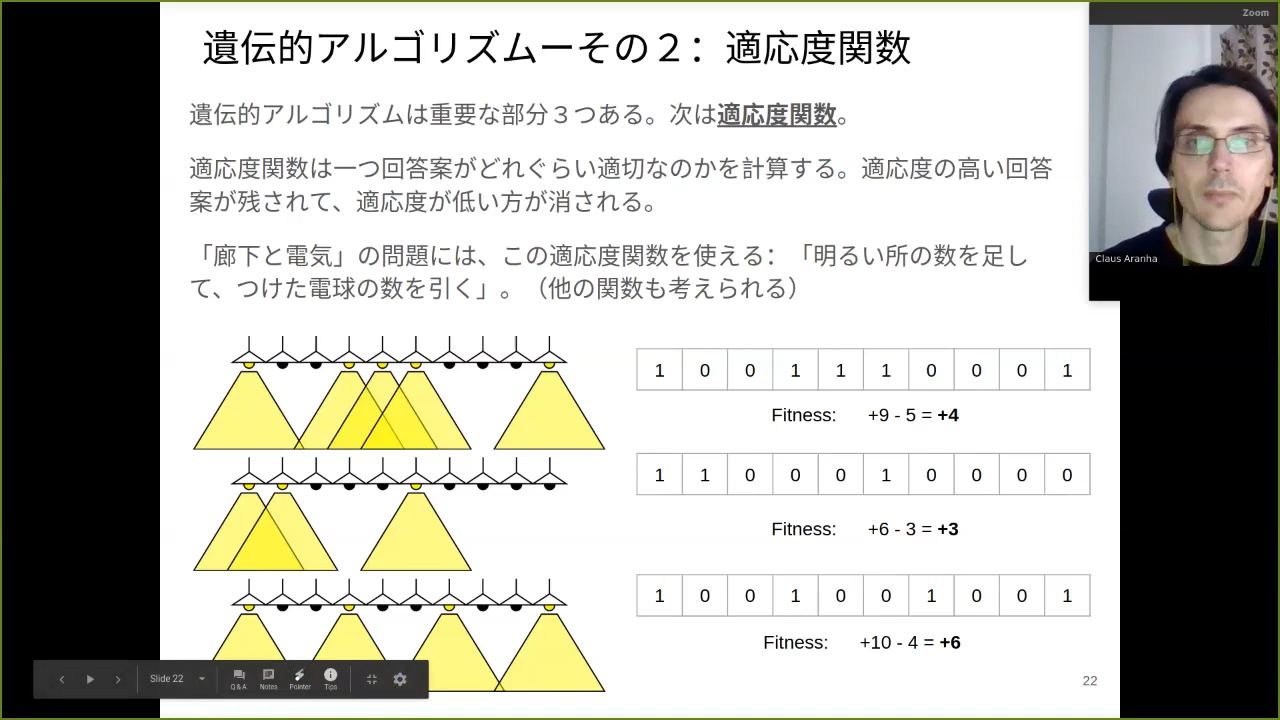 遺伝的アルゴリズムーその２：適応度関数
Zoom
遺伝的アルゴリズムは重要な部分３つある。次は適応度関数。
適応度関数は一つ回答案がどれぐらい適切なのかを計算する。適応度の高い回答
案が残されて、適応度が低い方が消される。
「廊下と電気」の問題には、この適応度関数を使える：「明るい所の数を足し
て、つけた電球の数を引く」。（他の関数も考えられる）
Claus Aranha
1 0 0 1 1 1 0 0 0 1
Fitness: +9 - 5 = +4
1 1 0 0 0 1 0 0 0 0
Fitness: +6 - 3 = +3
1 0 0 1 0 0 1 0 0 1
Fitness: +10 - 4 = +6
Slide 22 Q&A Notes Pointer Tips
22